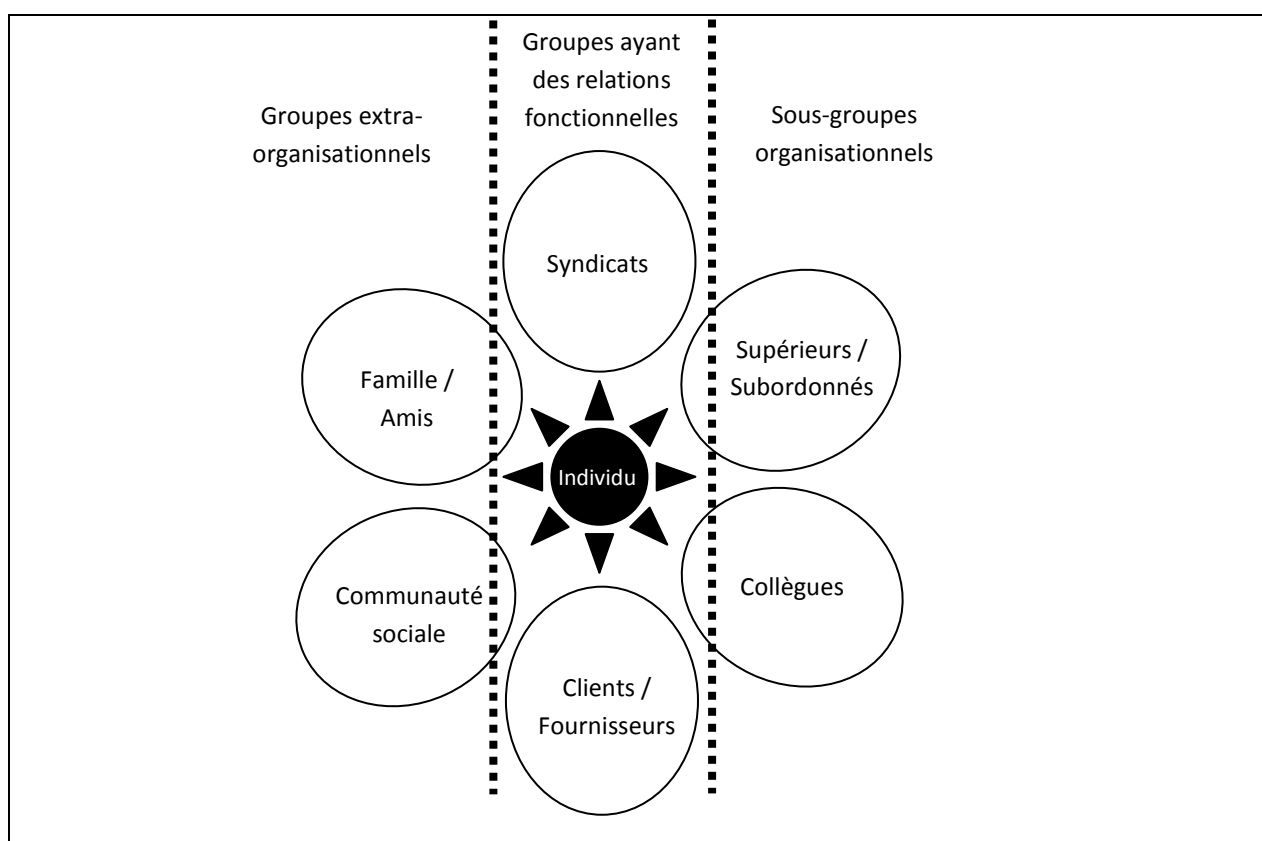 Groupes ayant
des relations
fonctionnelles
Groupes extra-
organisationnels
Sous-groupes
organisationnels
Syndicats
Famille /
Amis
Supérieurs /
Subordonnés
Individu
Communauté
sociale
Collègues
Clients /
Fournisseurs